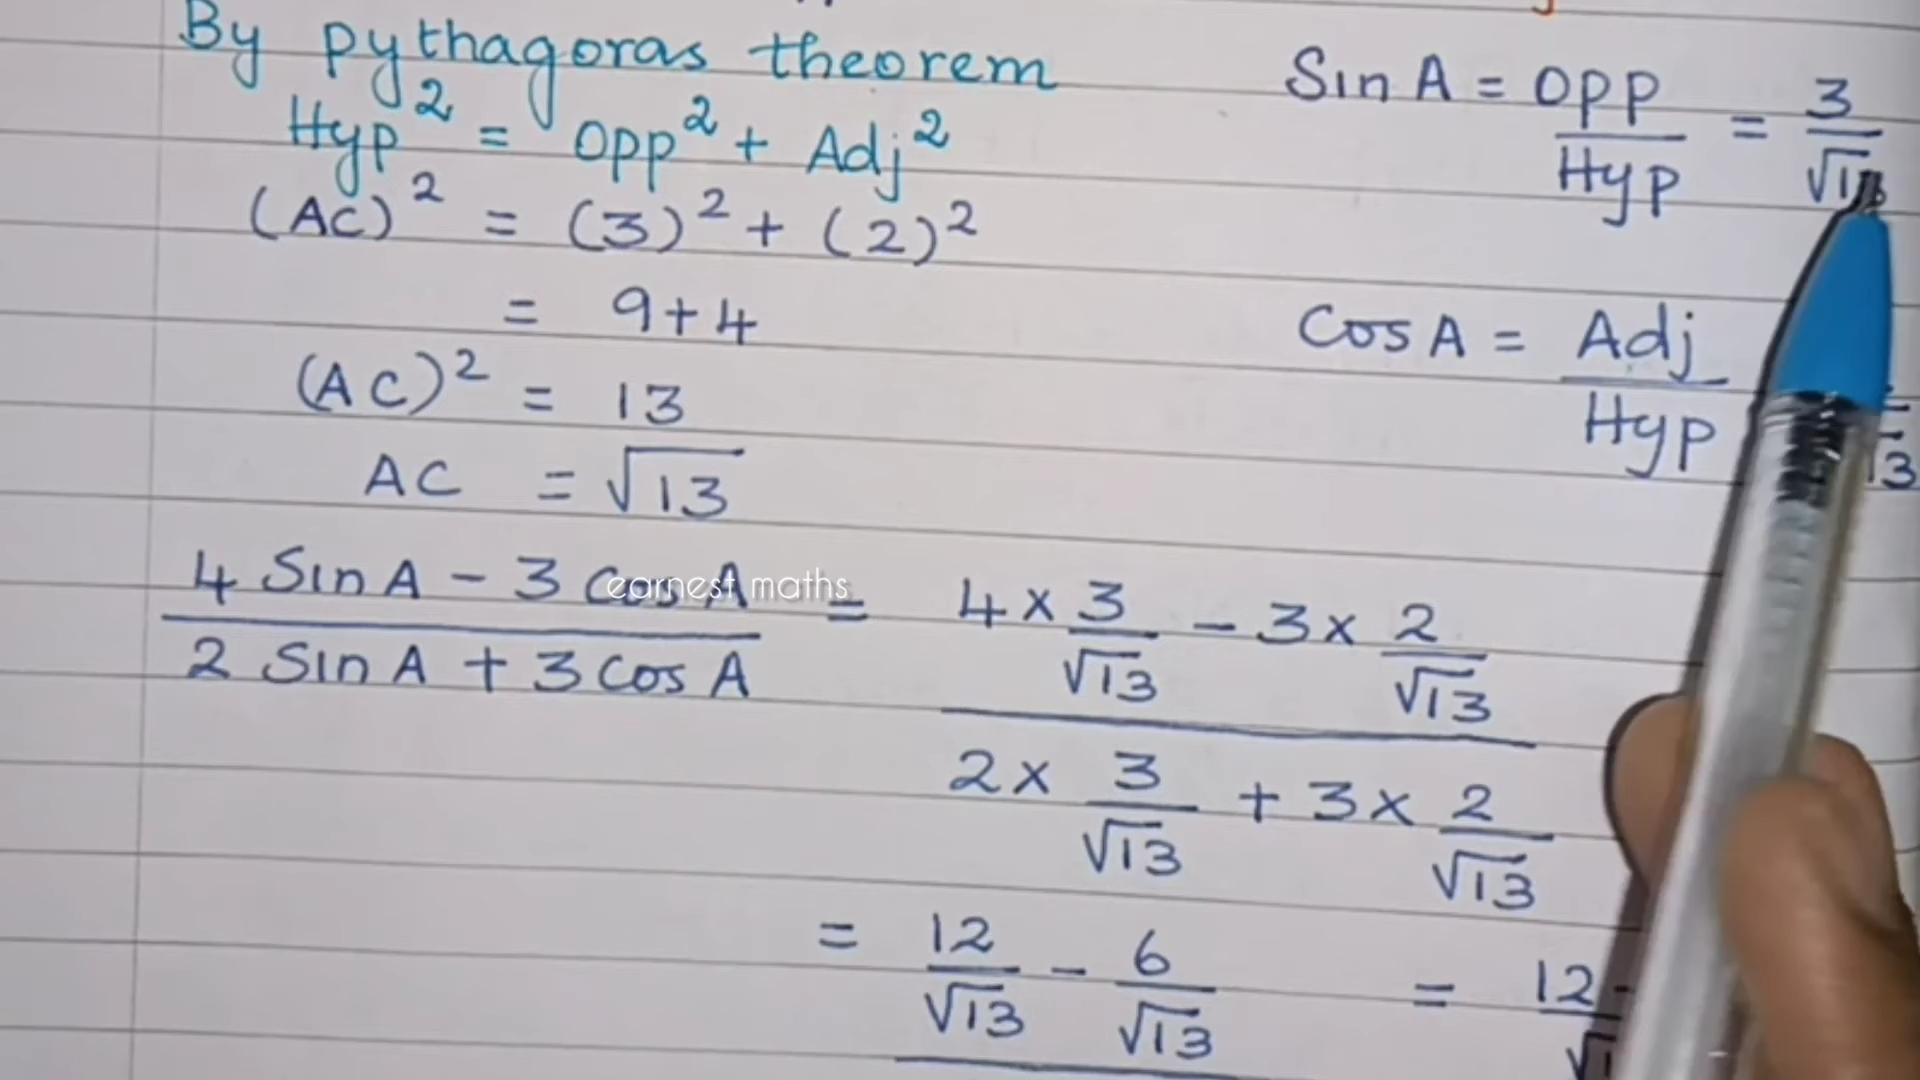 By pythagoras theorem
Hyp² = Opp² + Adj²
(AC)² = (3)² + (2)²
= 9+4
(AC)² = 13
AC = √13
Sin A = Opp/Hyp = 3/√13
Cos A = Adj/Hyp
13
4 Sin A - 3 Cos A / 2 Sin A + 3 Cos A = 4 x 3/√13 - 3 x 2/√13 / 2 x 3/√13 + 3 x 2/√13
earnest maths
= 12/√13 - 6/√13 = 12 -